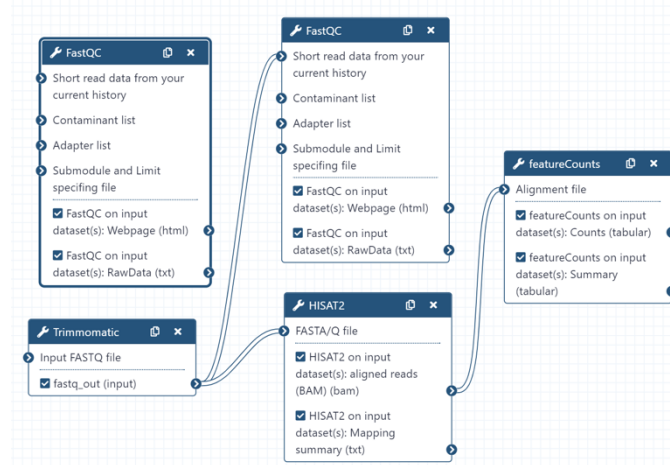 FastQC
Short read data from your
current history
Contaminant list
Adapter list
Submodule and Limit
specifing file
FastQC on input
dataset(s): Webpage (html)
FastQC on input
dataset(s): RawData (txt)
FastQC
Short read data from your
current history
Contaminant list
Adapter list
Submodule and Limit
specifing file
FastQC on input
dataset(s): Webpage (html)
FastQC on input
dataset(s): RawData (txt)
featureCounts
Alignment file
featureCounts on input
dataset(s): Counts (tabular)
featureCounts on input
dataset(s): Summary
(tabular)
Trimmomatic
Input FASTQ file
fastq_out (input)
HISAT2
FASTA/Q file
HISAT2 on input
dataset(s): aligned reads
(BAM) (bam)
HISAT2 on input
dataset(s): Mapping
summary (txt)